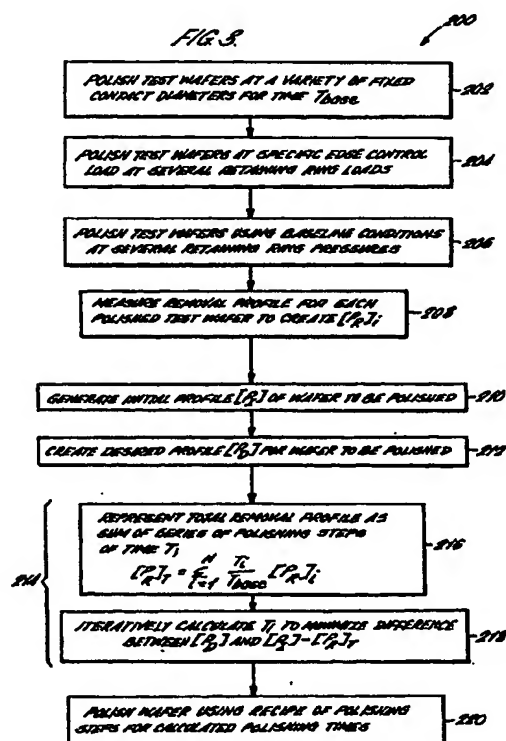 FIG. 3.
200
POLISH TEST WAFERS AT A VARIETY OF FIXED
CONTACT DIAMETERS FOR TIME Tbase
202
POLISH TEST WAFERS AT SPECIFIC EDGE CONTROL
LOAD AT SEVERAL RETAINING RING LOADS
204
POLISH TEST WAFERS USING BASELINE CONDITIONS
AT SEVERAL RETAINING RING PRESSURES
206
MEASURE REMOVAL PROFILE FOR EACH
POLISHED TEST WAFER TO CREATE [PR]i
208
GENERATE INITIAL PROFILE [PI] OF WAFER TO BE POLISHED
210
CREATE DESIRED PROFILE [PD] FOR WAFER TO BE POLISHED
212
214
REPRESENT TOTAL REMOVAL PROFILE AS
SUM OF SERIES OF POLISHING STEPS
OF TIME Ti
[PR]T = Σ i=1 N Ti/Tbase [PR]i
216
ITERATIVELY CALCULATE Ti TO MINIMIZE DIFFERENCE
BETWEEN [PD] AND [PI]-[PR]T
218
POLISH WAFER USING RECIPE OF POLISHING
STEPS FOR CALCULATED POLISHING TIMES
220